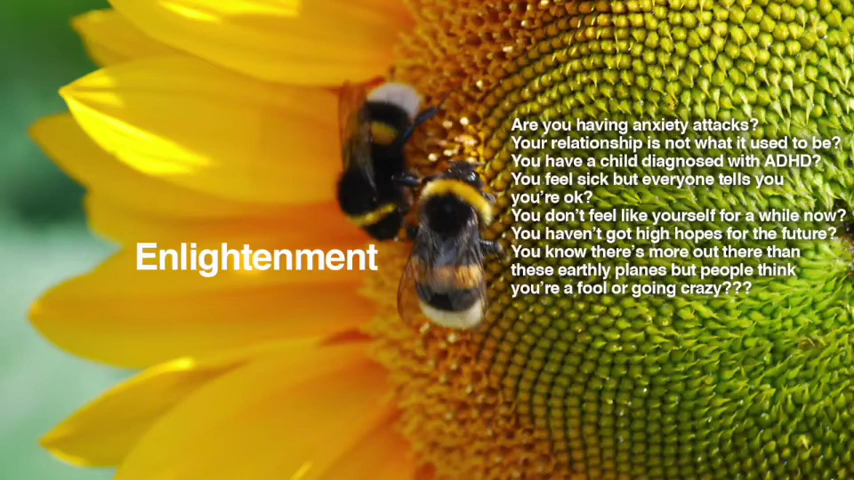 Enlightenment
Are you having anxiety attacks?
Your relationship is not what it used to be?
You have a child diagnosed with ADHD?
You feel sick but everyone tells you
you're ok?
You don't feel like yourself for a while now?
You haven't got high hopes for the future?
You know there's more out there than
these earthly planes but people think
you're a fool or going crazy???